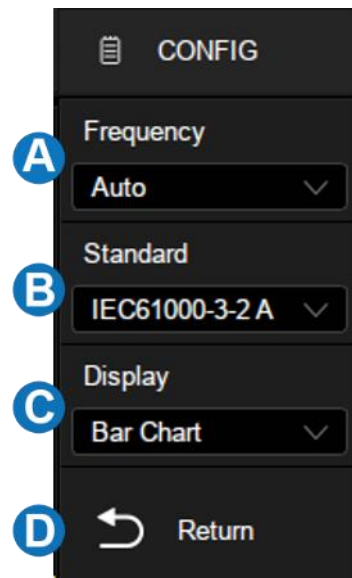 CONFIG
A
Frequency
Auto
B
Standard
IEC61000-3-2 A
C
Display
Bar Chart
D
Return